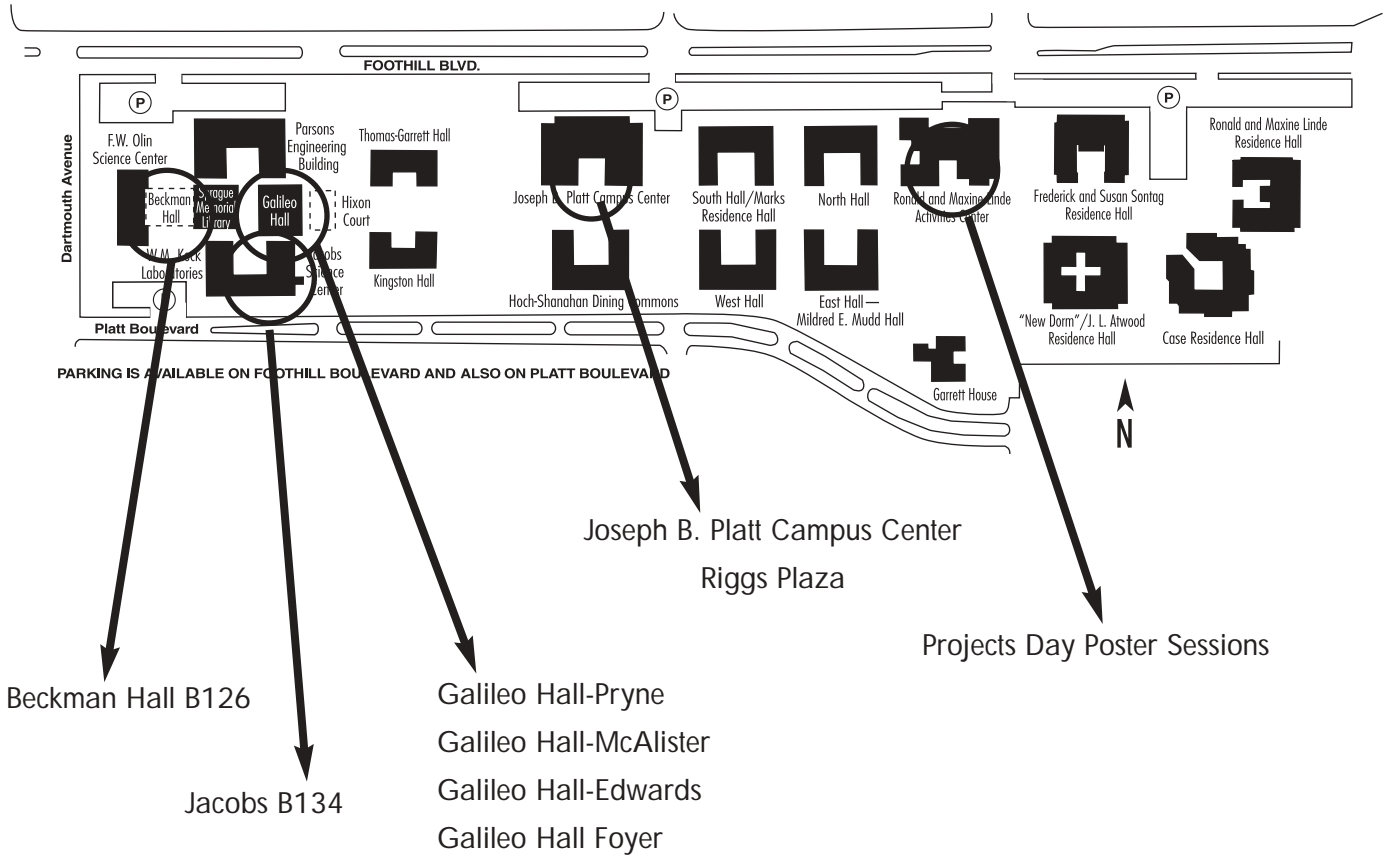 FOOTHILL BLVD.
P
P
P
Dartmouth Avenue
F.W. Olin
Science Center
Parsons
Engineering
Building
Thomas-Garrett Hall
Ronald and Maxine Linde
Residence Hall
Beckman
Hall
Sprague
Memorial
Library
Galileo
Hall
Hixon
Court
Joseph B. Platt Campus Center
South Hall/Marks
Residence Hall
North Hall
Ronald and Maxine Linde
Activities Center
Frederick and Susan Sontag
Residence Hall
W.M. Keck
Laboratories
Jacobs
Science
Center
Kingston Hall
Hoch-Shanahan Dining Commons
West Hall
East Hall —
Mildred E. Mudd Hall
"New Dorm"/J. L. Atwood
Residence Hall
Case Residence Hall
Platt Boulevard
PARKING IS AVAILABLE ON FOOTHILL BOULEVARD AND ALSO ON PLATT BOULEVARD
Garrett House
N
Joseph B. Platt Campus Center
Riggs Plaza
Projects Day Poster Sessions
Beckman Hall B126
Jacobs B134
Galileo Hall-Pryne
Galileo Hall-McAlister
Galileo Hall-Edwards
Galileo Hall Foyer